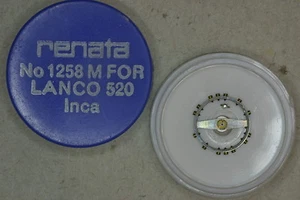 renata
No 1258 M FOR
LANCO 520
Inca